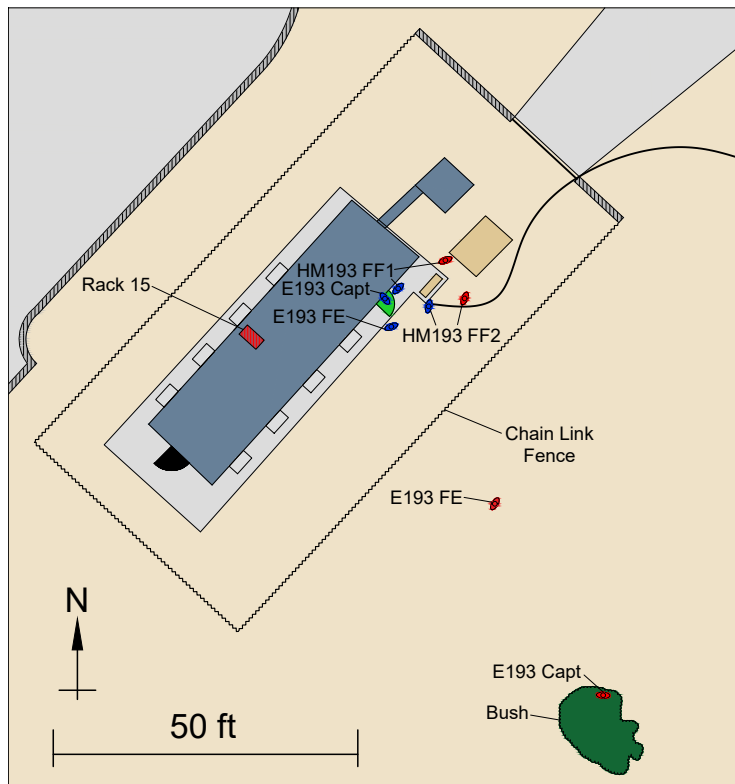 HM193 FF1
Rack 15
E193 Capt
E193 FE
HM193 FF2
Chain Link
Fence
E193 FE
N
E193 Capt
Bush
50 ft